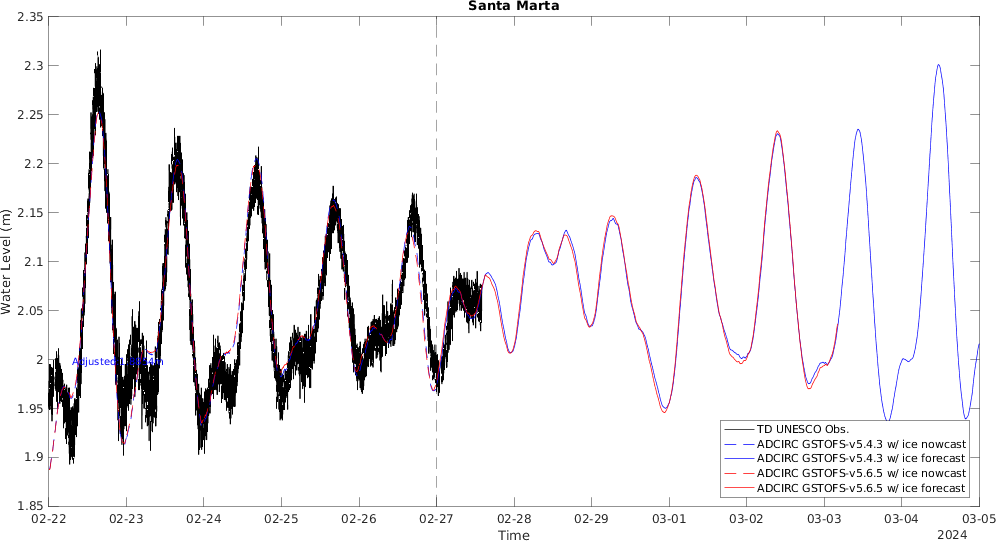 Santa Marta
Water Level (m)
2.35
2.3
2.25
2.2
2.15
2.1
2.05
2
1.95
1.9
1.85
Adjusted
TD UNESCO Obs.
ADCIRC GSTOFS-v5.4.3 w/ ice nowcast
ADCIRC GSTOFS-v5.4.3 w/ ice forecast
ADCIRC GSTOFS-v5.6.5 w/ ice nowcast
ADCIRC GSTOFS-v5.6.5 w/ ice forecast
02-22 02-23 02-24 02-25 02-26 02-27 02-28 02-29 03-01 03-02 03-03 03-04 03-05
Time
2024